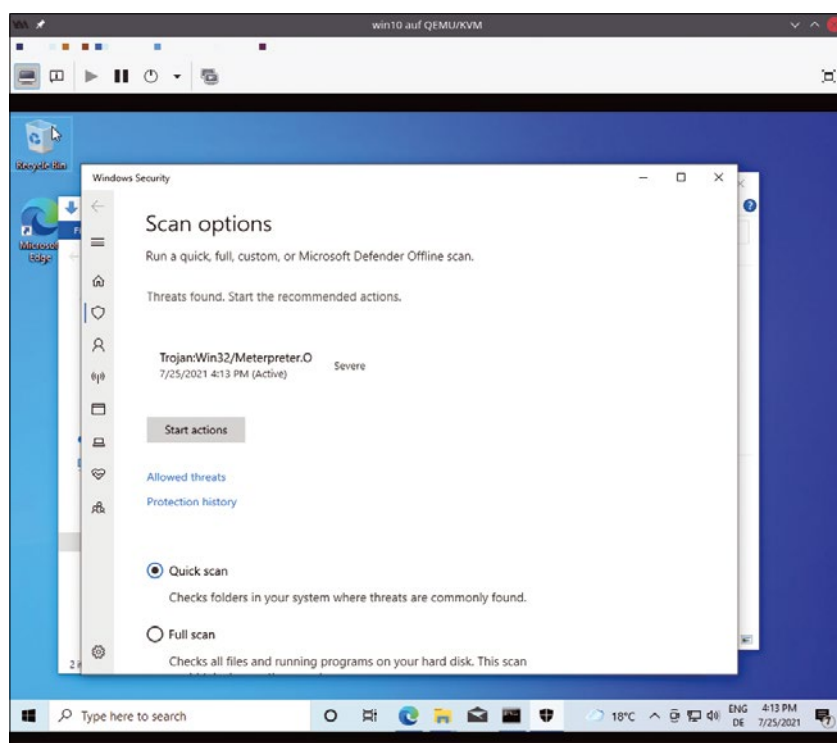 win10 auf QEMU/KVM
Recycle Bin
Microsoft
Edge
Windows Security
Scan options
Run a quick, full, custom, or Microsoft Defender Offline scan.
Threats found. Start the recommended actions.
Trojan:Win32/Meterpreter.O
7/25/2021 4:13 PM (Active)
Severe
Start actions
Allowed threats
Protection history
Quick scan
Checks folders in your system where threats are commonly found.
Full scan
Checks all files and running programs on your hard disk. This scan
Type here to search
18°C
ENG
DE
4:13 PM
7/25/2021